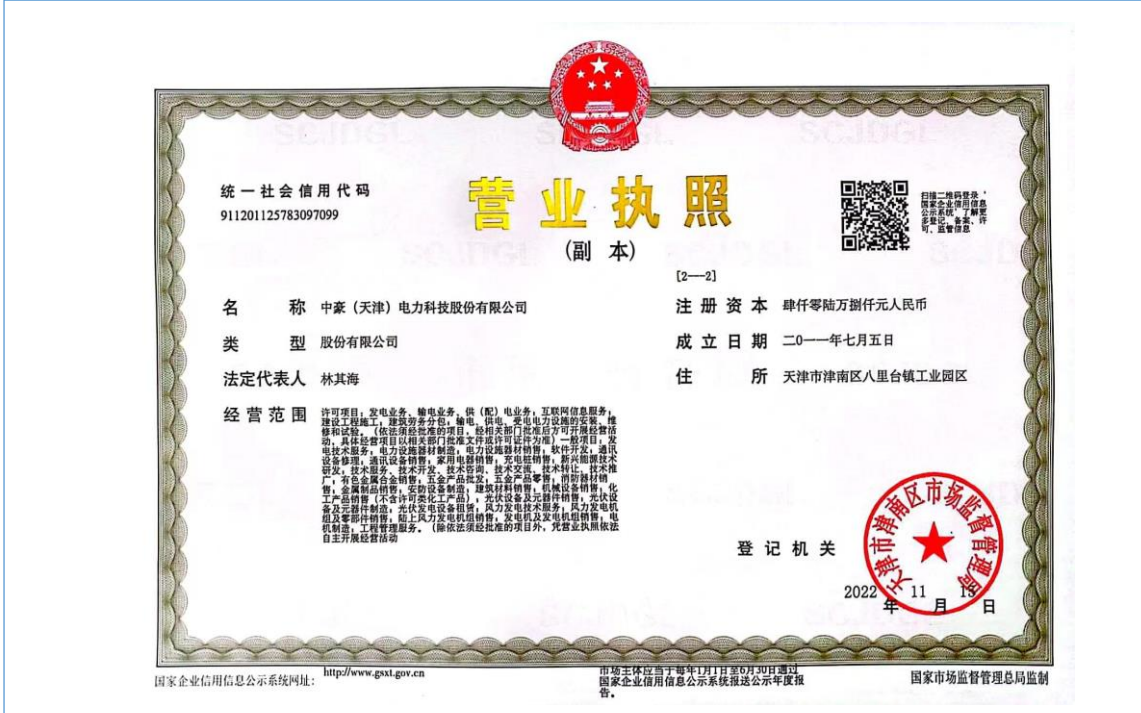 统一社会信用代码
911201125783097099
营业执照
(副 本)
扫描二维码登录‘
国家企业信用信息
公示系统’了解更
多登记、备案、许
可、监管信息
[2—2]
名 称 中豪（天津）电力科技股份有限公司
类 型 股份有限公司
法定代表人 林其海
经营范围 许可项目：发电业务、输电业务、供（配）电业务；互联网信息服务；
建设工程施工；建筑劳务分包；输电、供电、受电电力设施的安装、维
修和试验。（依法须经批准的项目，经相关部门批准后方可开展经营活
动，具体经营项目以相关部门批准文件或许可证件为准）一般项目：发
电技术服务；电力设施器材制造；电力设施器材销售；软件开发；通讯
设备修理；通讯设备销售；家用电器销售；充电桩销售；新兴能源技术
研发；技术服务、技术开发、技术咨询、技术交流、技术转让、技术推
广；有色金属合金销售；五金产品批发；五金产品零售；消防器材销
售；金属制品销售；安防设备制造；建筑材料销售；机械设备销售；化
工产品销售（不含许可类化工产品）；光伏设备及元器件销售；光伏设
备及元器件制造；光伏发电设备租赁；风力发电技术服务；风力发电机
组及零部件销售；陆上风力发电机组销售；发电机及发电机组销售；电
机制造；工程管理服务。（除依法须经批准的项目外，凭营业执照依法
自主开展经营活动
注册资本 肆仟零陆万捌仟元人民币
成立日期 二0一一年七月五日
住 所 天津市津南区八里台镇工业园区
登记机关
天津市津南区市场监督管理局
2022 年 11 月 日
国家企业信用信息公示系统网址：
http://www.gsxt.gov.cn
市场主体应当于每年1月1日至6月30日通过
国家企业信用信息公示系统报送公示年度报
告。
国家市场监督管理总局监制